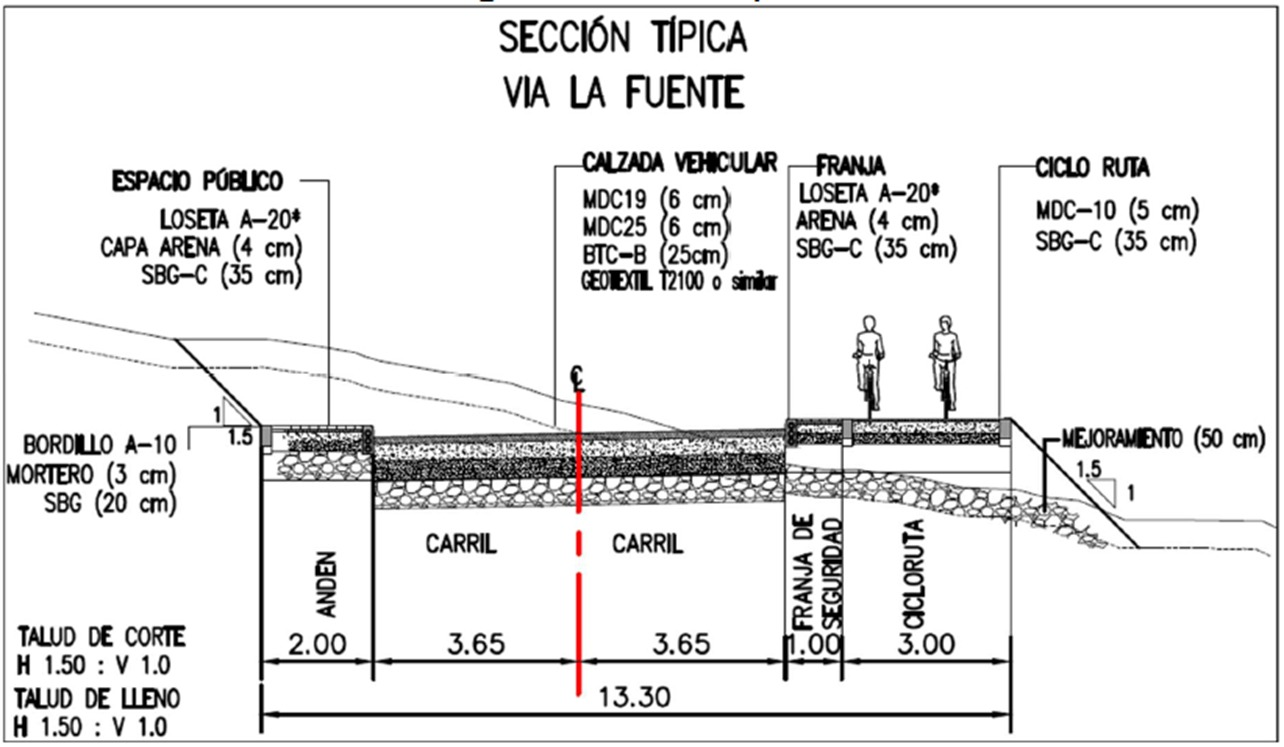 SECCIÓN TÍPICA
VIA LA FUENTE
ESPACIO PÚBLICO
LOSETA A-20*
CAPA ARENA (4 cm)
SBG-C (35 cm)
CALZADA VEHICULAR
MDC19 (6 cm)
MDC25 (6 cm)
BTC-B (25cm)
GEOTEXTIL T2100 o similar
FRANJA
LOSETA A-20*
ARENA (4 cm)
SBG-C (35 cm)
CICLO RUTA
MDC-10 (5 cm)
SBG-C (35 cm)
1
1.5
BORDILLO A-10
MORTERO (3 cm)
SBG (20 cm)
MEJORAMIENTO (50 cm)
1.5
1
CARRIL
CARRIL
ANDEN
FRANJA DE
SEGURIDAD
CICLORUTA
2.00
3.65
3.65
1.00
3.00
13.30
TALUD DE CORTE
H 1.50 : V 1.0
TALUD DE LLENO
H 1.50 : V 1.0